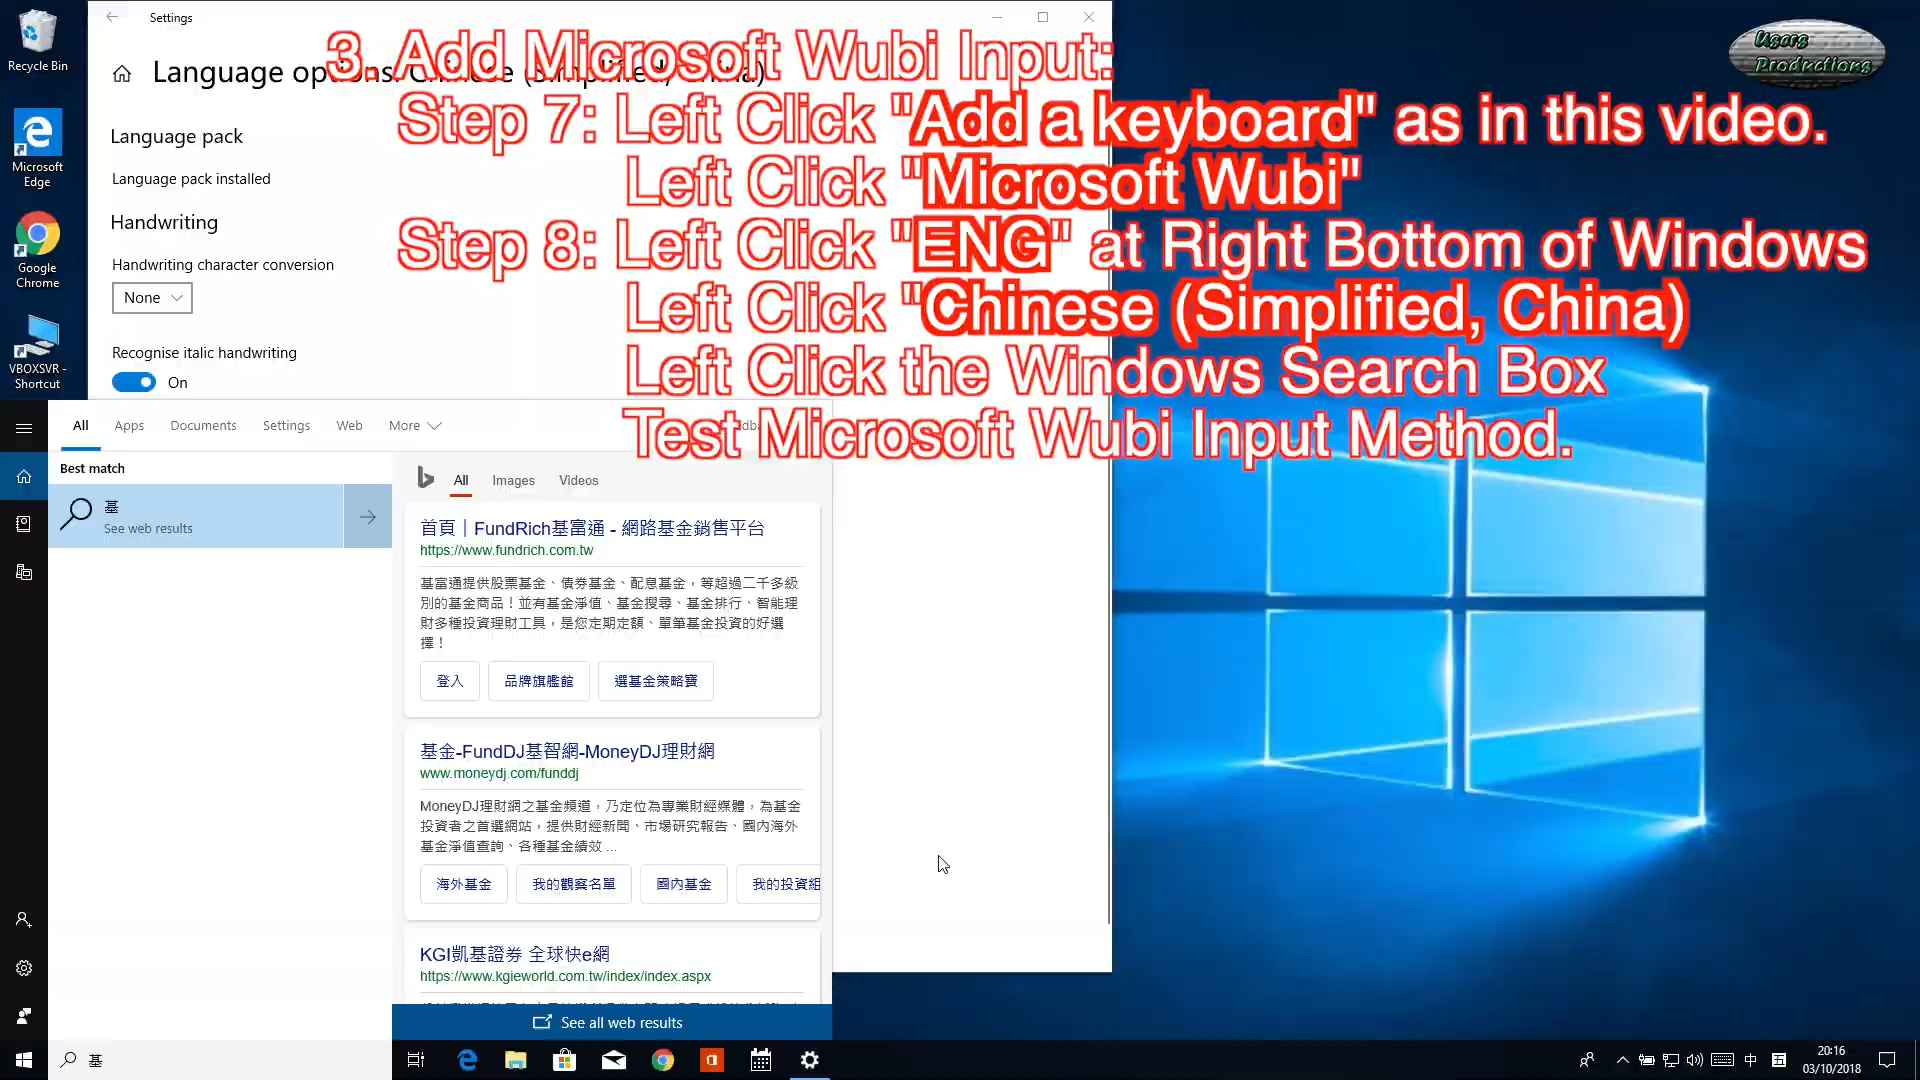 Settings
Recycle Bin
Microsoft Edge
Google Chrome
VBOXSVR - Shortcut
Users Productions
3. Add Microsoft Wubi Input:
Language options: Chinese (Simplified, China)
Step 7: Left Click "Add a keyboard" as in this video.
Left Click "Microsoft Wubi"
Step 8: Left Click "ENG" at Right Bottom of Windows
Left Click "Chinese (Simplified, China)
Left Click the Windows Search Box
Test Microsoft Wubi Input Method.
Language pack
Language pack installed
Handwriting
Handwriting character conversion
None
Recognise italic handwriting
On
All Apps Documents Settings Web More
Best match
基
See web results
All Images Videos
首頁｜FundRich基富通 - 網路基金銷售平台
https://www.fundrich.com.tw
基富通提供股票基金、債券基金、配息基金，等超過二千多級
別的基金商品！並有基金淨值、基金搜尋、基金排行、智能理
財多種投資理財工具，是您定期定額、單筆基金投資的好選
擇！
登入 品牌旗艦館 選基金策略寶
基金-FundDJ基智網-MoneyDJ理財網
www.moneydj.com/funddj
MoneyDJ理財網之基金頻道，乃定位為專業財經媒體，為基金
投資者之首選網站，提供財經新聞、市場研究報告、國內海外
基金淨值查詢、各種基金績效 ...
海外基金 我的觀察名單 國內基金 我的投資組
KGI凱基證券 全球快e網
https://www.kgieworld.com.tw/index/index.aspx
See all web results
基
中 五
20:16
03/10/2018